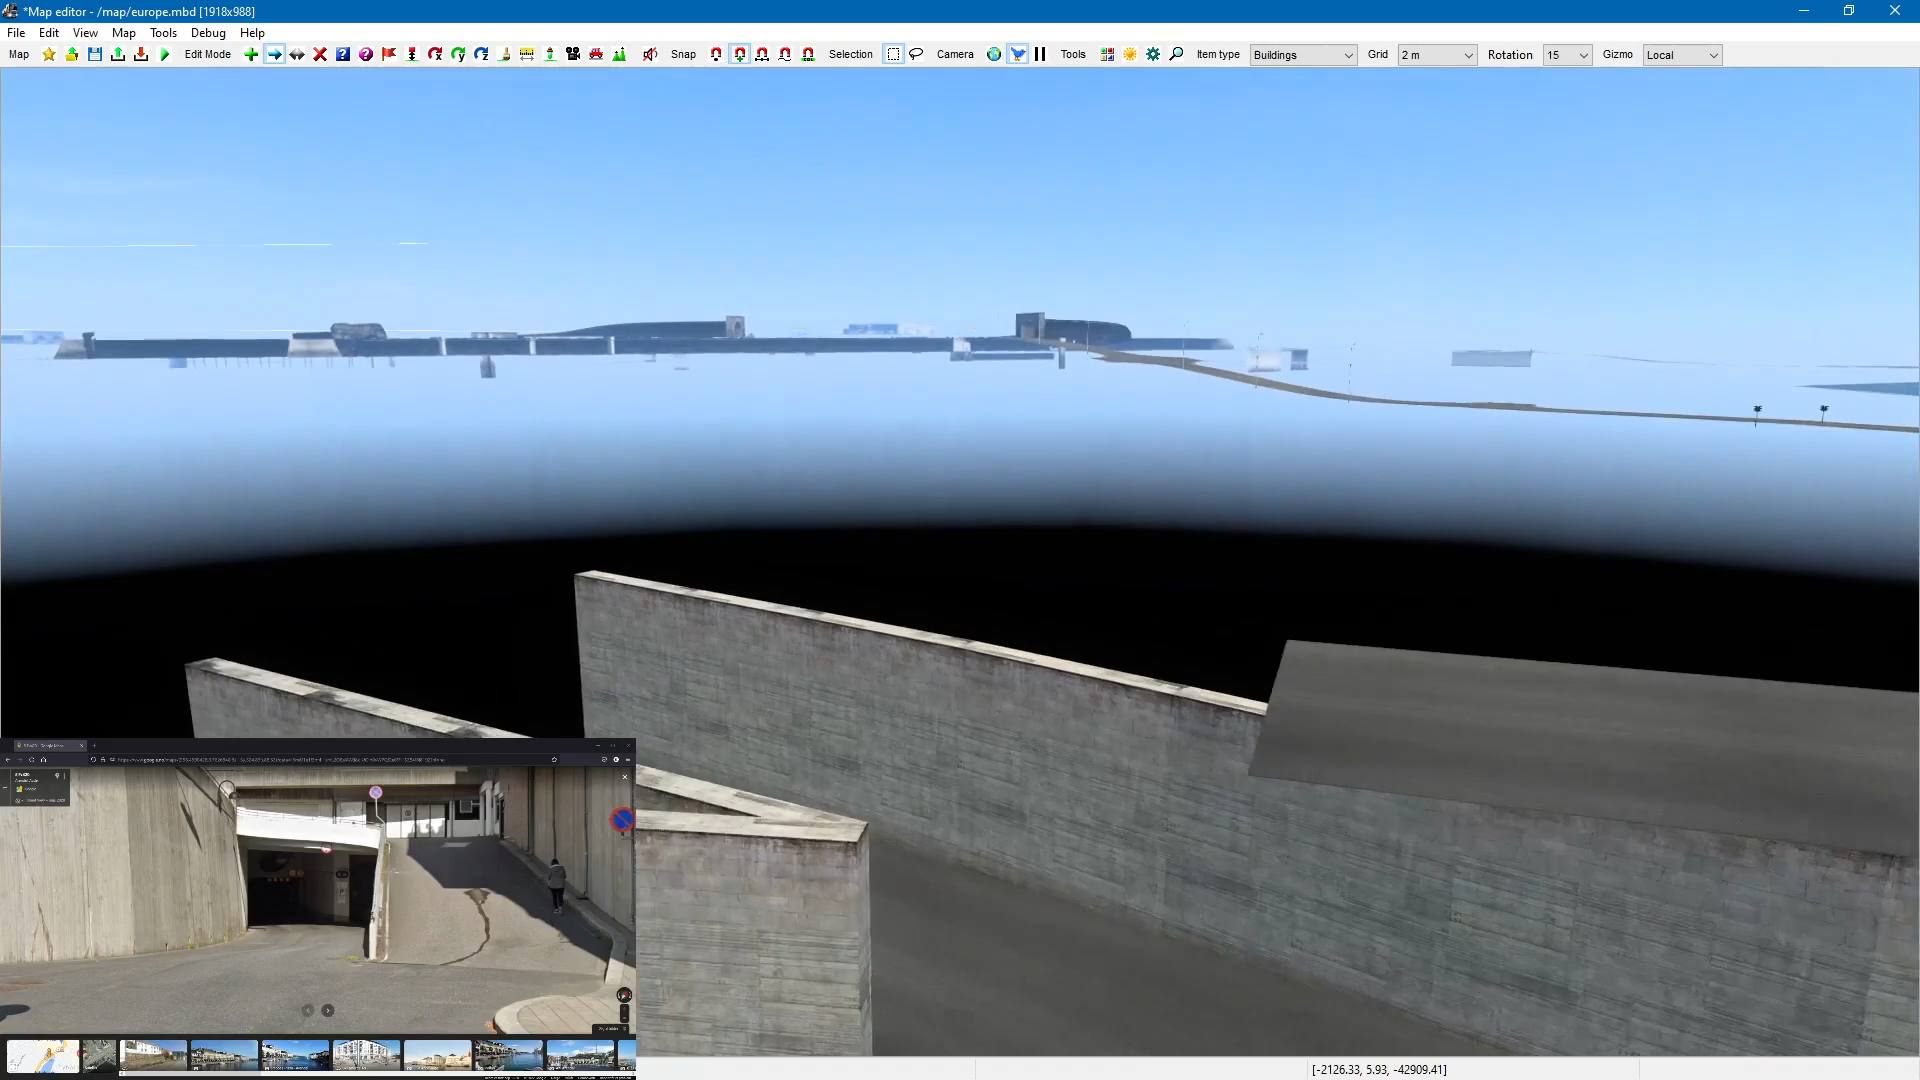 *Map editor - /map/europe.mbd [1918x988]
File Edit View Map Tools Debug Help
Map Edit Mode Snap Selection Camera Tools Item type Buildings Grid 2 m Rotation 15 Gizmo Local
[-2126.33, 5.93, -42909.41]